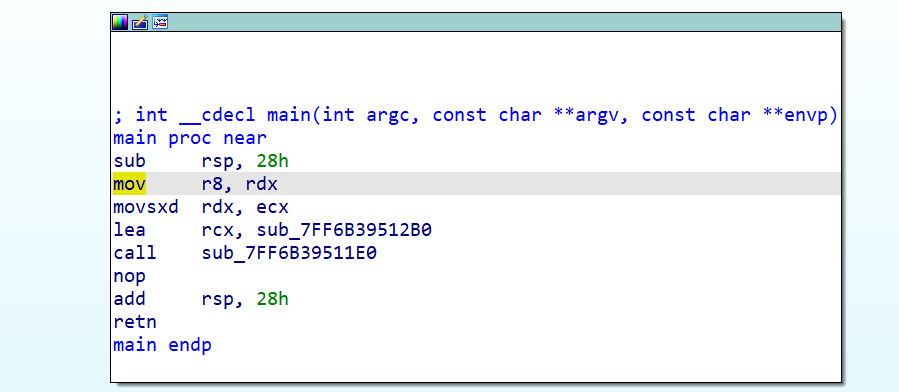 ; int __cdecl main(int argc, const char **argv, const char **envp)
main proc near
sub rsp, 28h
mov r8, rdx
movsxd rdx, ecx
lea rcx, sub_7FF6B39512B0
call sub_7FF6B39511E0
nop
add rsp, 28h
retn
main endp